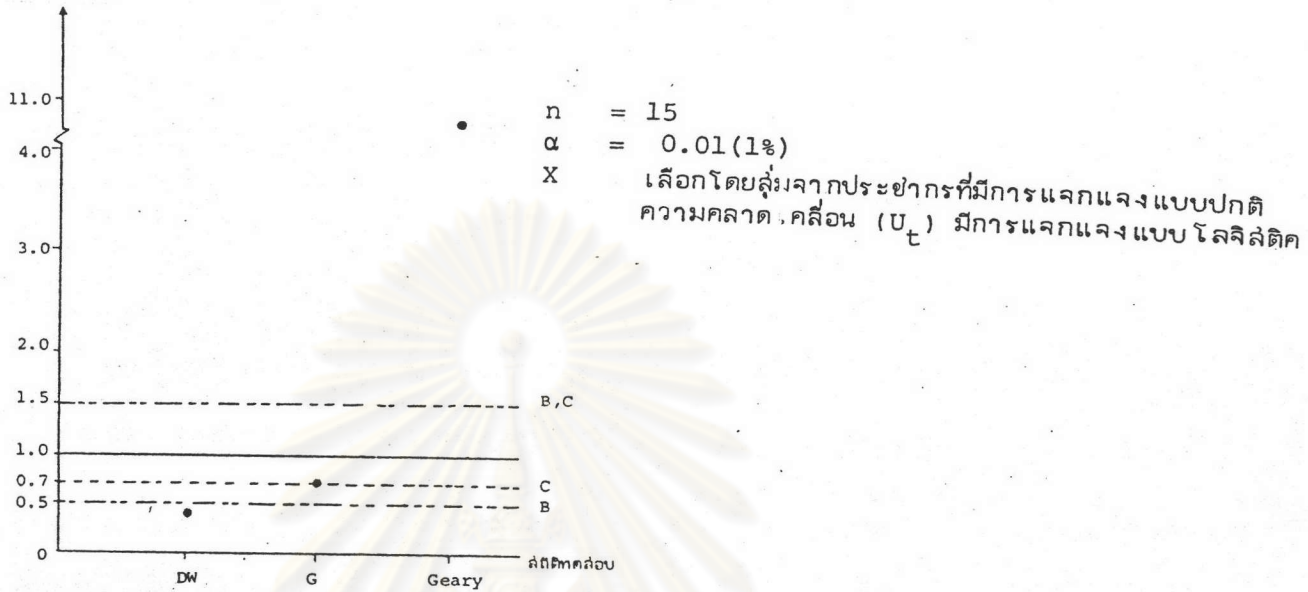 11.0
4.0
3.0
2.0
1.5
1.0
0.7
0.5
0
n = 15
α = 0.01(1%)
X เลือกโดยสุ่มจากประชากรที่มีการแจกแจงแบบปกติ
ความคลาดเคลื่อน (U_t) มีการแจกแจงแบบโลจิสติค
B,C
C
B
DW G Geary
สถิติทดสอบ